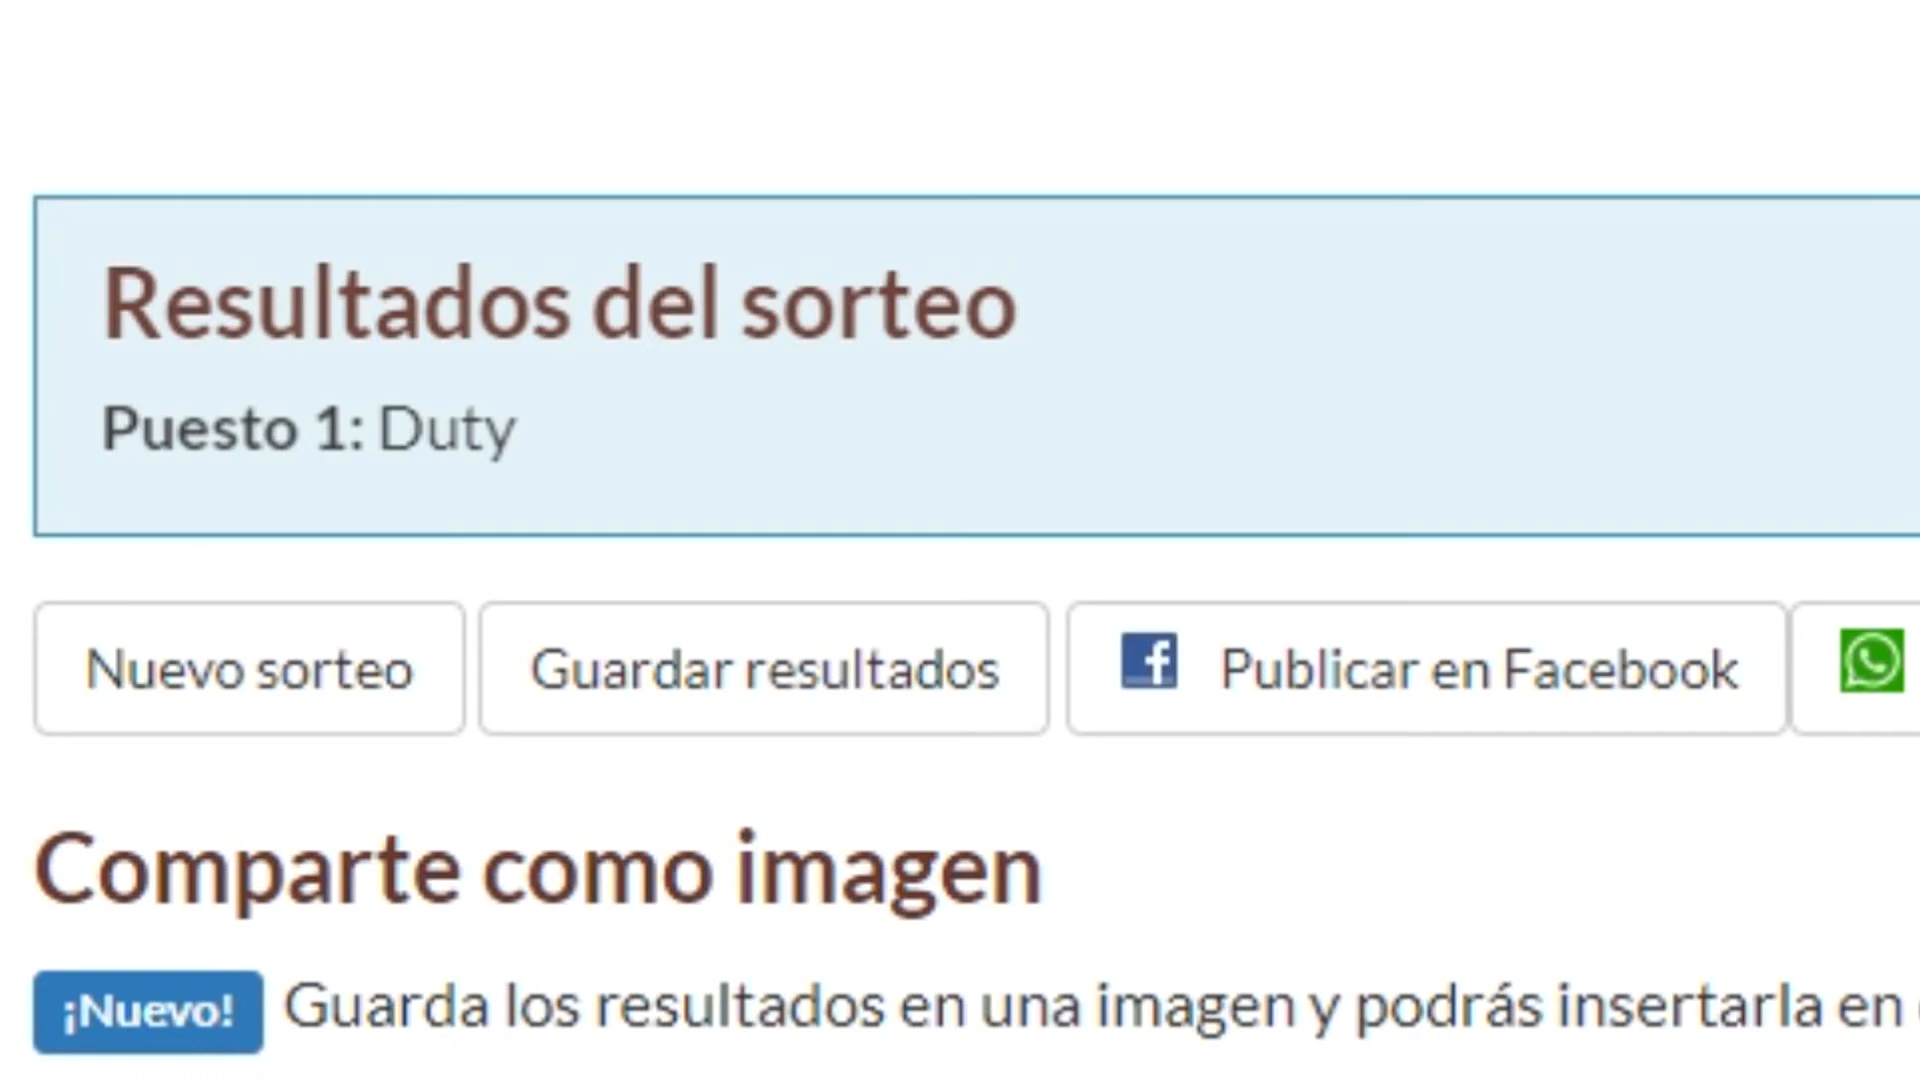 Resultados del sorteo
Puesto 1: Duty
Nuevo sorteo Guardar resultados Publicar en Facebook
Comparte como imagen
¡Nuevo! Guarda los resultados en una imagen y podrás insertarla en